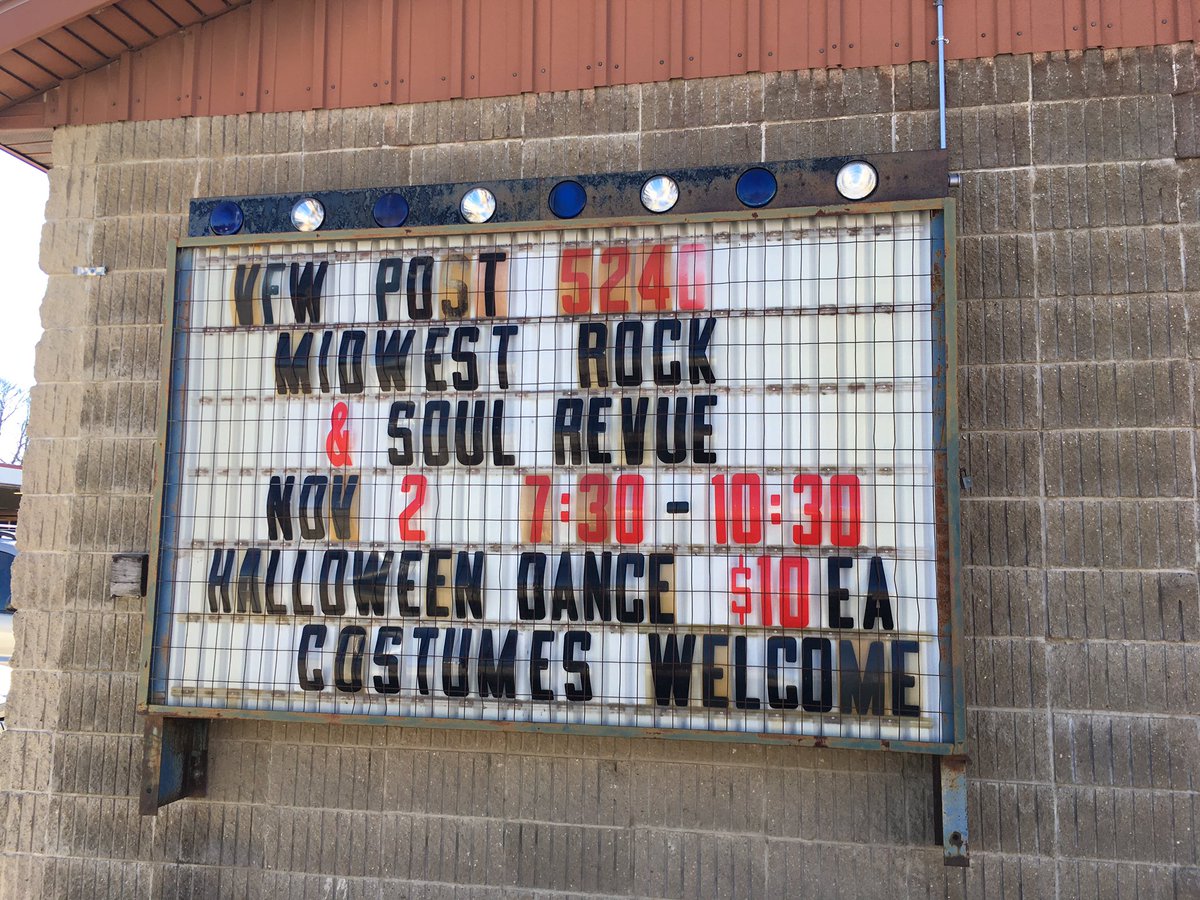 VFW POST 5240
MIDWEST ROCK
& SOUL REVUE
NOV 2 7:30-10:30
HALLOWEEN DANCE $10 EA
COSTUMES WELCOME